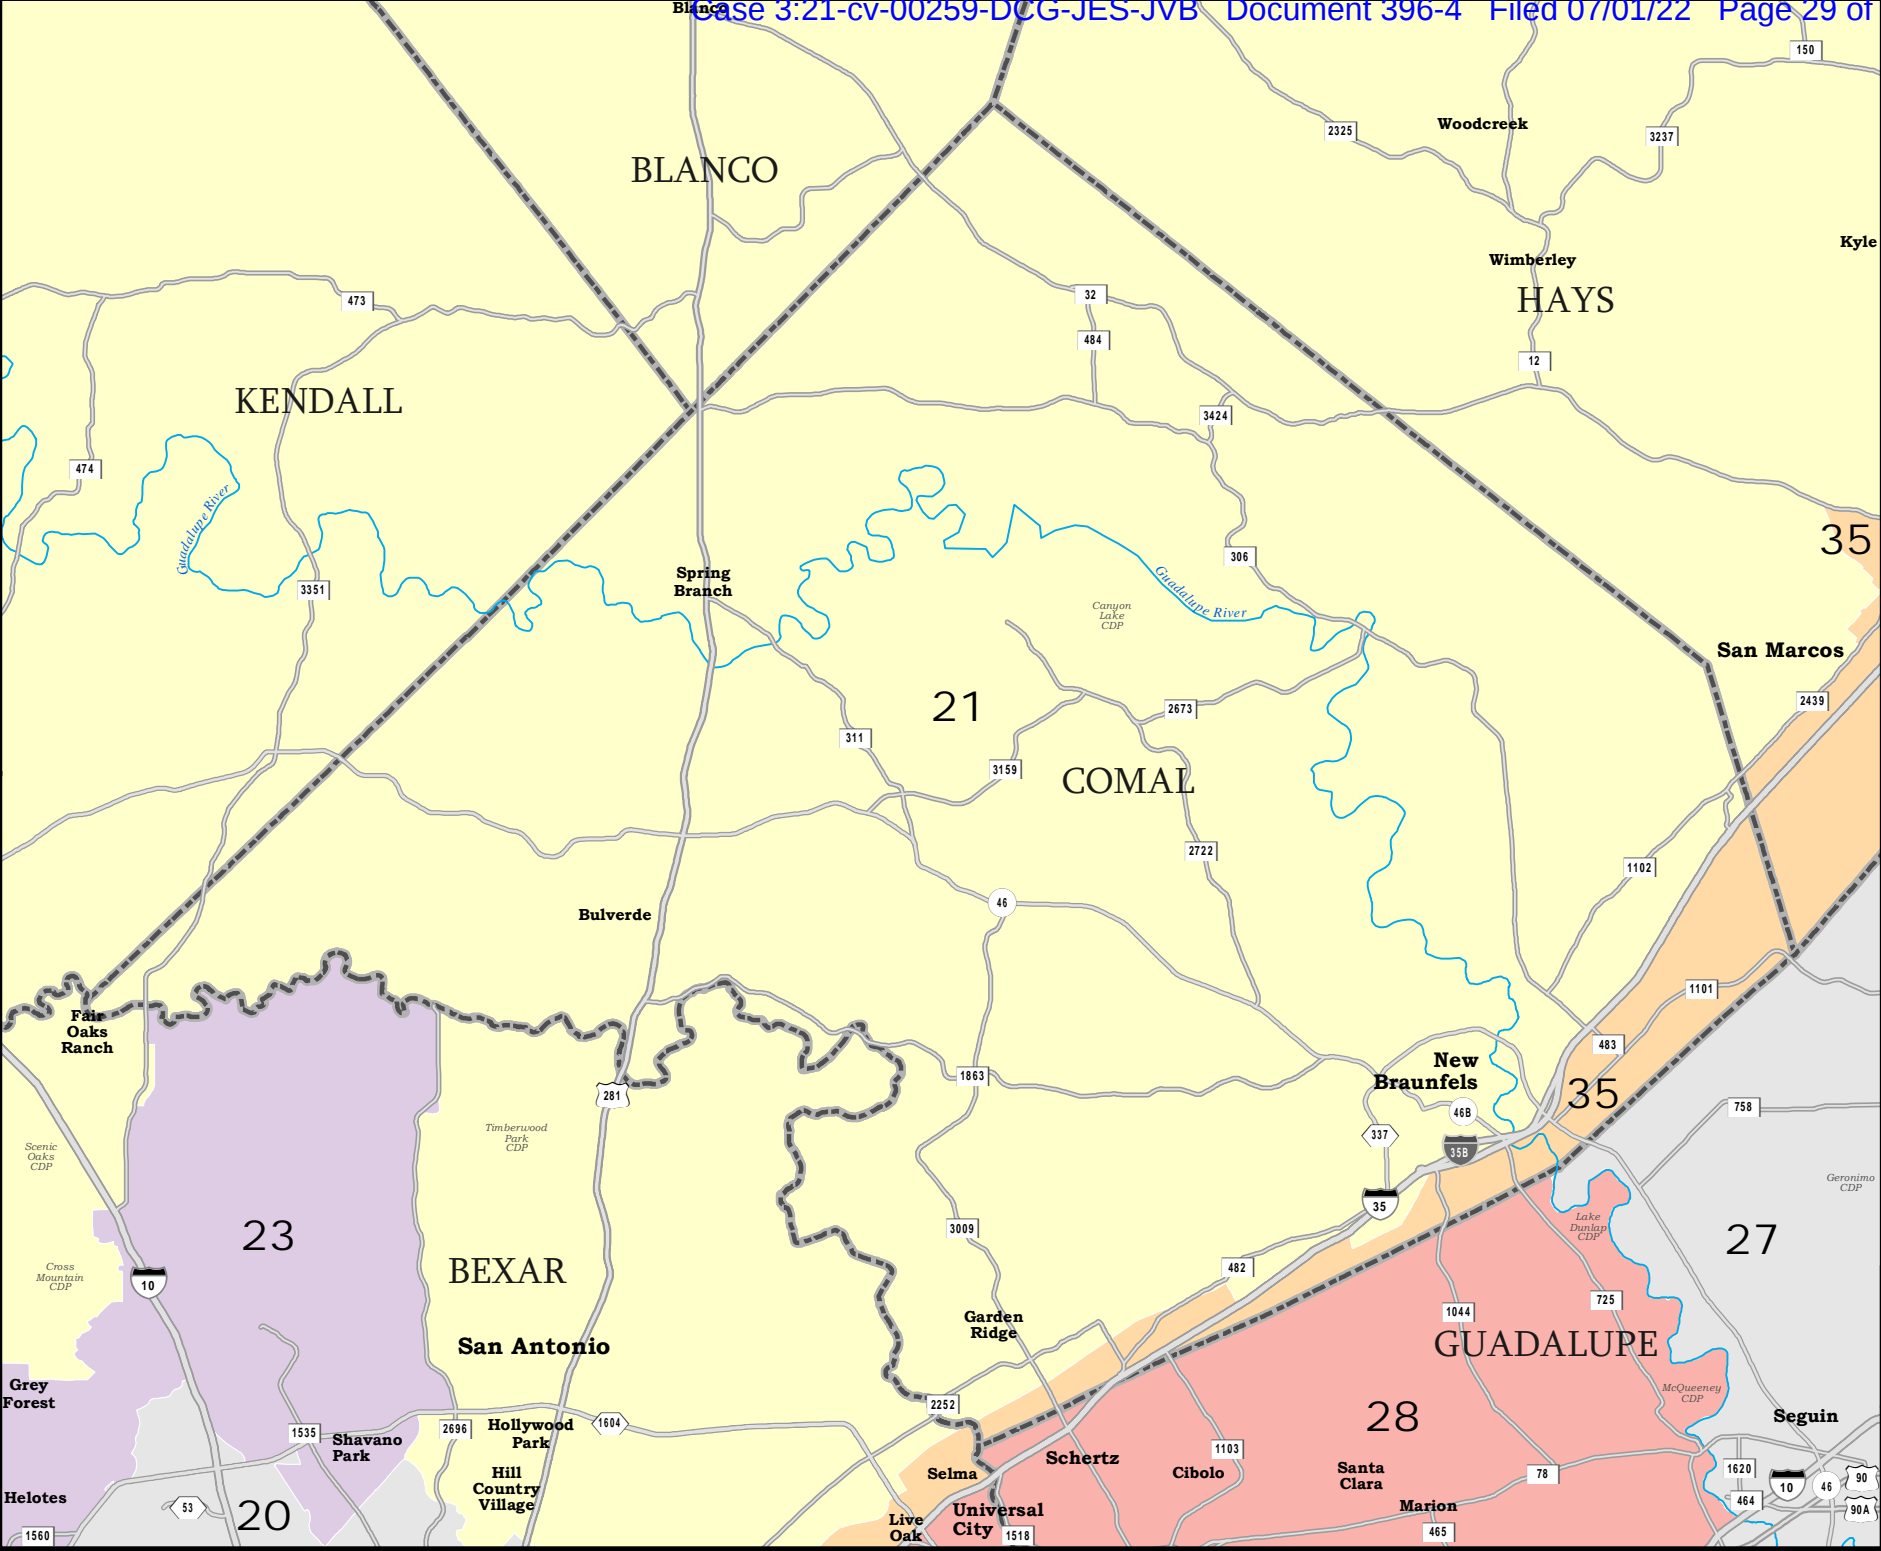 Blanco
Case 3:21-cv-00259-DCG-JES-JVB Document 396-4 Filed 07/01/22 Page 29 of
150
2325
Woodcreek
3237
BLANCO
Kyle
Wimberley
HAYS
473
32
484
12
KENDALL
3424
474
Guadalupe River
35
306
Spring
Branch
3351
Guadalupe River
Canyon
Lake
CDP
San Marcos
21
2673
2439
311
3159
COMAL
2722
1102
46
Bulverde
1101
Fair
Oaks
Ranch
483
New
Braunfels
1863
281
35
46B
758
Timberwood
Park
CDP
337
35B
Scenic
Oaks
CDP
Geronimo
CDP
35
23
3009
Lake
Dunlap
CDP
27
BEXAR
482
Cross
Mountain
CDP
10
725
1044
Garden
Ridge
GUADALUPE
San Antonio
Grey
Forest
McQueeney
CDP
2252
28
Seguin
1604
Hollywood
Park
2696
1535
Shavano
Park
1103
Schertz
Selma
Cibolo
Santa
Clara
78
1620
10
46
90
Hill
Country
Village
Helotes
53
20
464
90A
Marion
Universal
City
Live
Oak
1560
1518
465